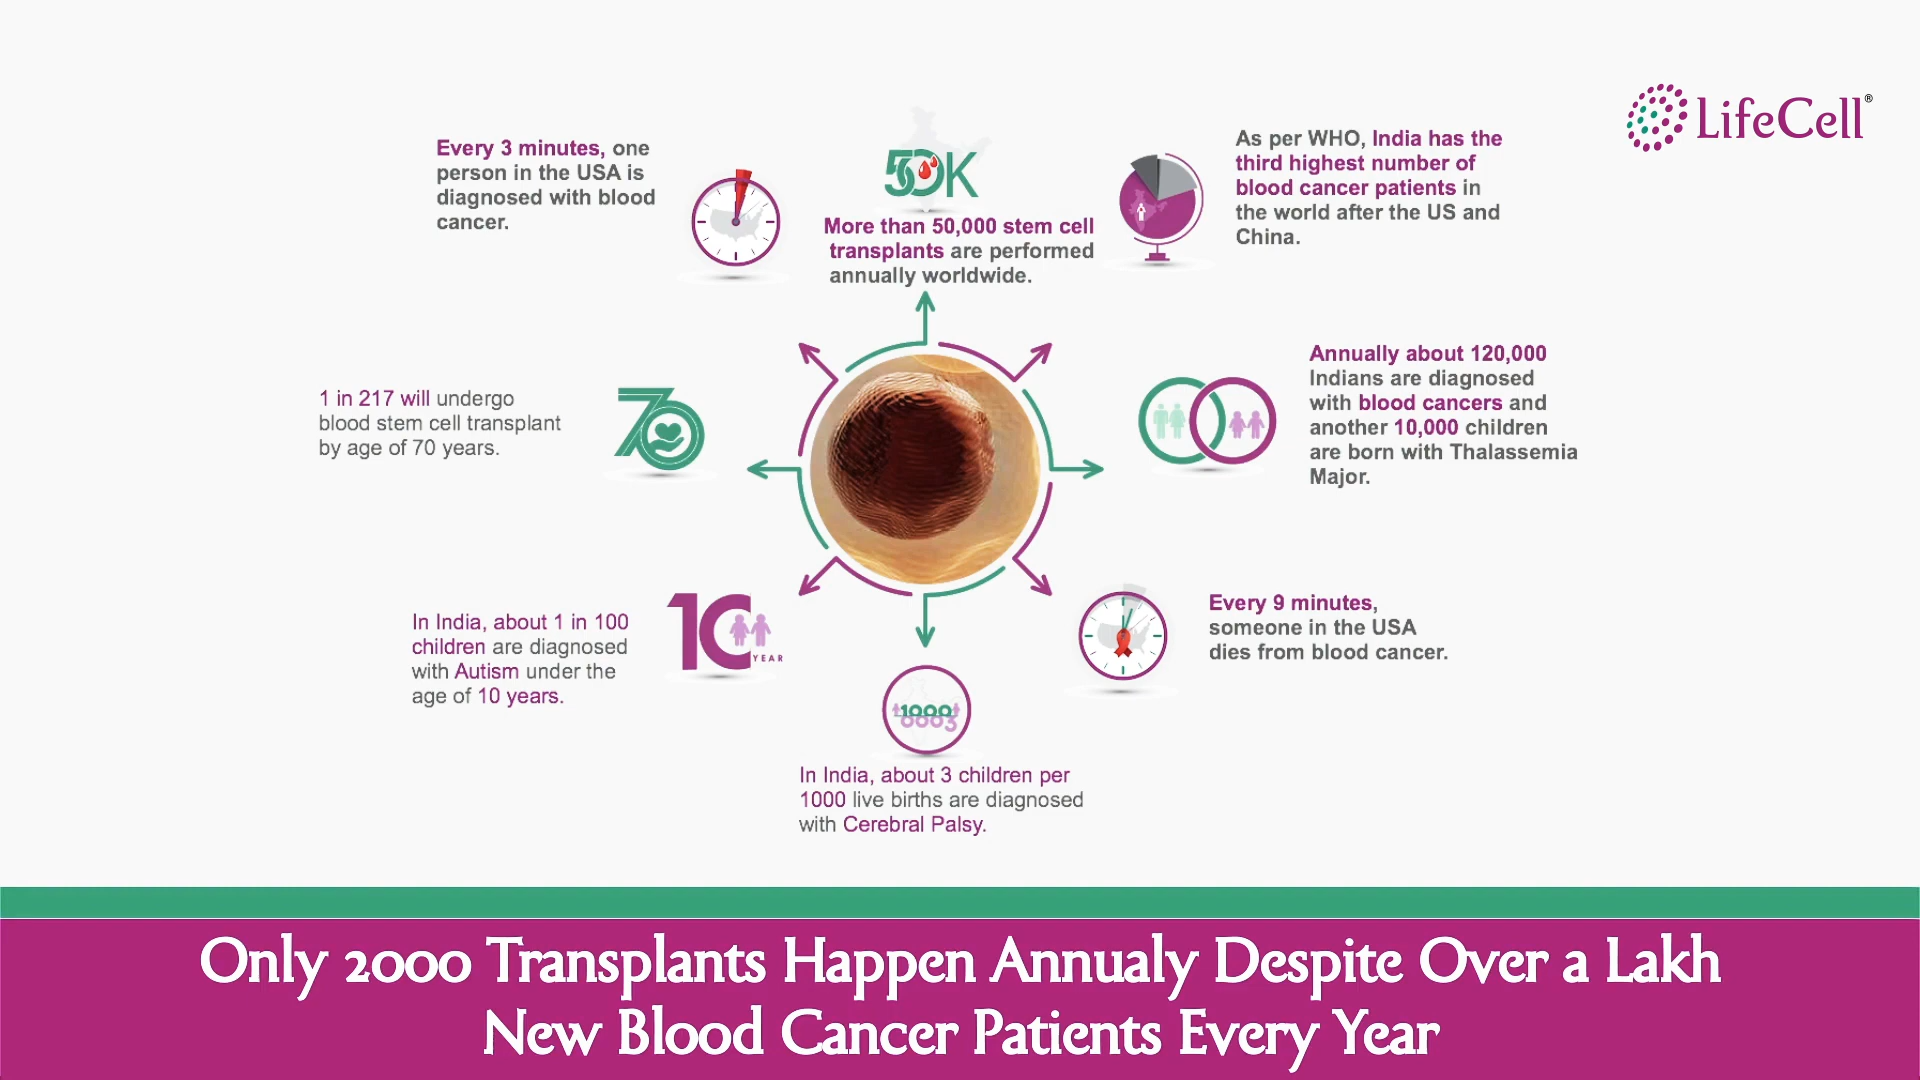 LifeCell®
Every 3 minutes, one
person in the USA is
diagnosed with blood
cancer.
50K
More than 50,000 stem cell
transplants are performed
annually worldwide.
As per WHO, India has the
third highest number of
blood cancer patients in
the world after the US and
China.
1 in 217 will undergo
blood stem cell transplant
by age of 70 years.
70
Annually about 120,000
Indians are diagnosed
with blood cancers and
another 10,000 children
are born with Thalassemia
Major.
In India, about 1 in 100
children are diagnosed
with Autism under the
age of 10 years.
10
YEAR
1000
0003
In India, about 3 children per
1000 live births are diagnosed
with Cerebral Palsy.
Every 9 minutes,
someone in the USA
dies from blood cancer.
Only 2000 Transplants Happen Annualy Despite Over a Lakh
New Blood Cancer Patients Every Year